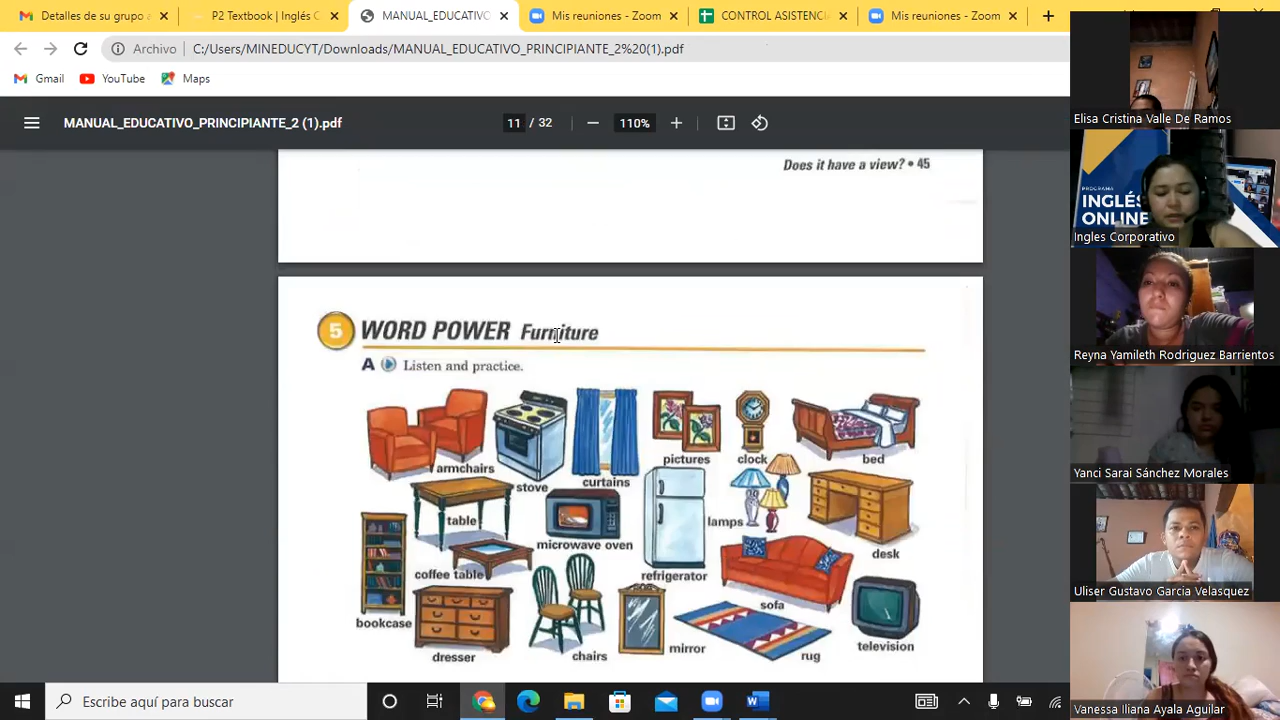 Detalles de su grupo a
P2 Textbook | Inglés C
MANUAL_EDUCATIVO
Mis reuniones - Zoom
CONTROL ASISTENCI
Mis reuniones - Zoom
Archivo
C:/Users/MINEDUCYT/Downloads/MANUAL_EDUCATIVO_PRINCIPIANTE_2%20(1).pdf
Gmail
YouTube
Maps
MANUAL_EDUCATIVO_PRINCIPIANTE_2 (1).pdf
11 / 32
110%
Does it have a view? • 45
5 WORD POWER Furniture
A Listen and practice.
armchairs
stove
curtains
pictures
clock
bed
table
microwave oven
lamps
desk
coffee table
refrigerator
sofa
bookcase
dresser
chairs
mirror
rug
television
Elisa Cristina Valle De Ramos
PROGRAMA
INGLÉS
ONLINE
Ingles Corporativo
Reyna Yamileth Rodriguez Barrientos
Yanci Sarai Sánchez Morales
Uliser Gustavo Garcia Velasquez
Vanessa Iliana Ayala Aguilar
Escribe aquí para buscar